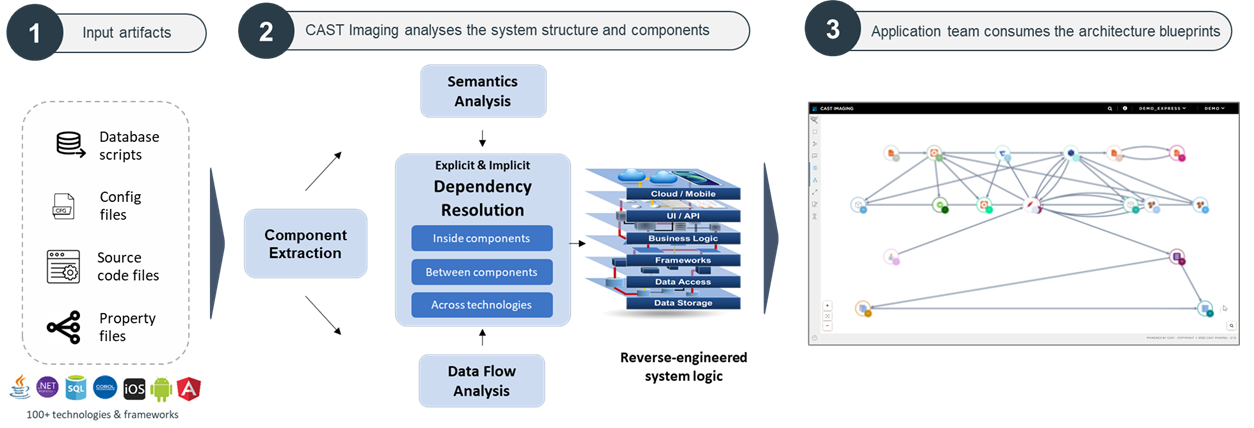 1
Input artifacts
Database
scripts
CFG
Config
files
Source
code files
Property
files
Java
.NET
SQL
COBOL
iOS
100+ technologies & frameworks
2
CAST Imaging analyses the system structure and components
Component
Extraction
Semantics
Analysis
Explicit & Implicit
Dependency
Resolution
Inside components
Between components
Across technologies
Data Flow
Analysis
Cloud / Mobile
UI / API
Business Logic
Frameworks
Data Access
Data Storage
Reverse-engineered
system logic
3
Application team consumes the architecture blueprints
CAST IMAGING
DEMO_EXPRESS
DEMO